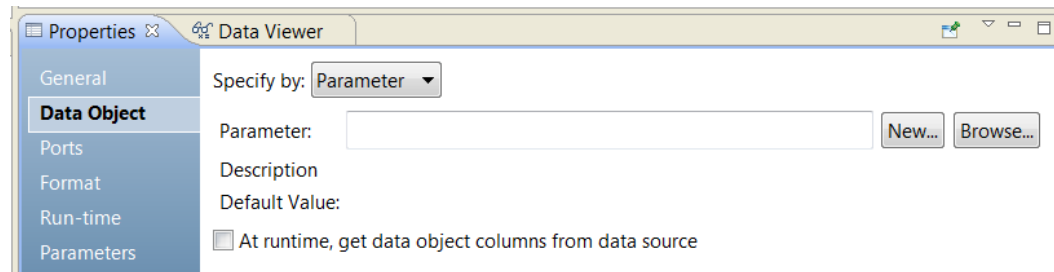 Properties Data Viewer
General
Data Object
Ports
Format
Run-time
Parameters
Specify by: Parameter
Parameter: New... Browse...
Description
Default Value:
At runtime, get data object columns from data source